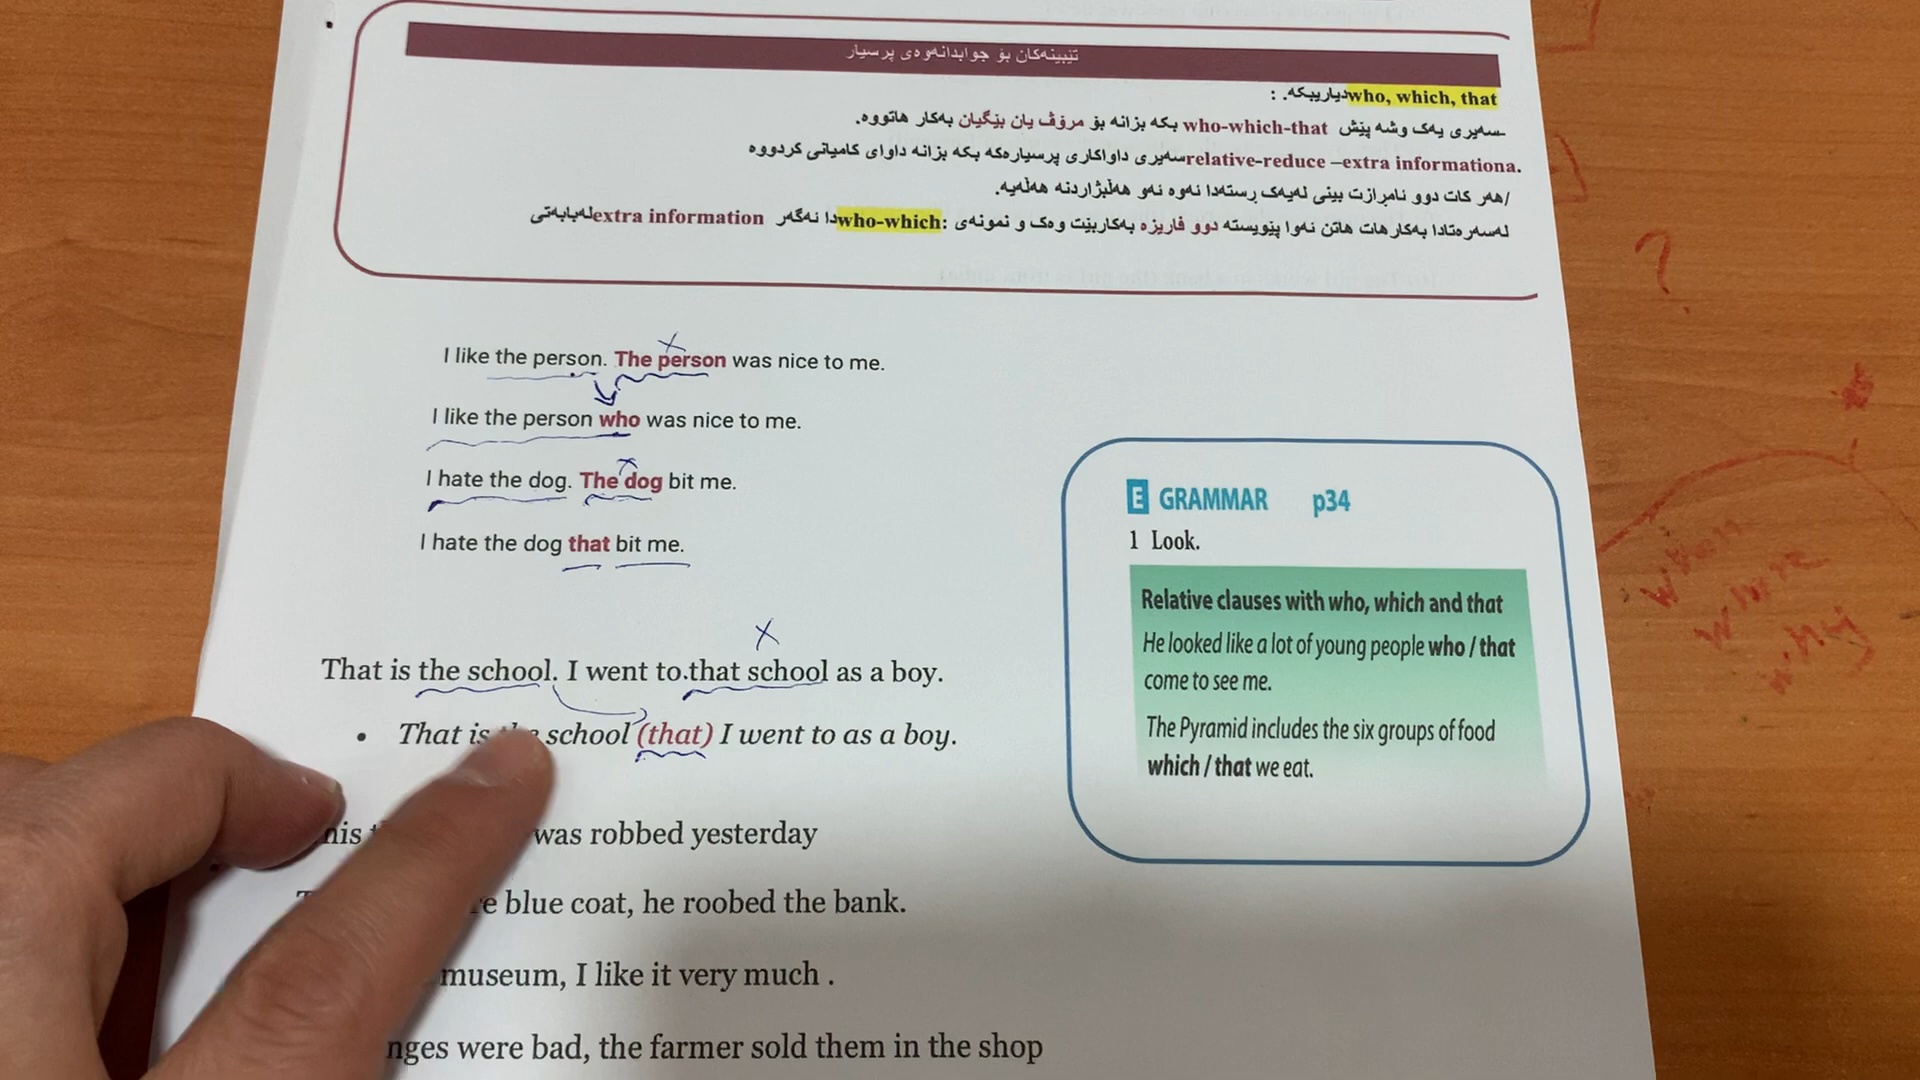 تێبینەکان بۆ جوابدانەوەی پرسیار
who, which, that دیاریبکە. :
-سەیری یەک وشە پێش who-which-that بکە بزانە بۆ مرۆڤ یان بێگیان بەکار هاتووە.
.relative-reduce –extra informationa سەیری داواکاری پرسیارەکە بکە بزانە داوای کامیانی کردووە
/هەر کات دوو ئامرازت بینی لەیەک ڕستەدا ئەوە ئەو هەڵبژاردنە هەڵەیە.
لەبابەتی extra information دا ئەگەر who-which: لەسەرەتادا بەکارهات هاتن ئەوا پێویستە دوو فاریزە بەکاربێت وەک و نمونەی
I like the person. The person was nice to me.
I like the person who was nice to me.
I hate the dog. The dog bit me.
I hate the dog that bit me.
That is the school. I went to.that school as a boy.
• That is school (that) I went to as a boy.
was robbed yesterday
blue coat, he roobed the bank.
museum, I like it very much .
were bad, the farmer sold them in the shop
E GRAMMAR p34
1 Look.
Relative clauses with who, which and that
He looked like a lot of young people who / that
come to see me.
The Pyramid includes the six groups of food
which / that we eat.
?